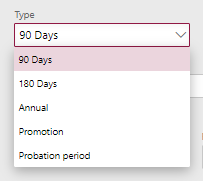 Type
90 Days
90 Days
180 Days
Annual
Promotion
Probation period